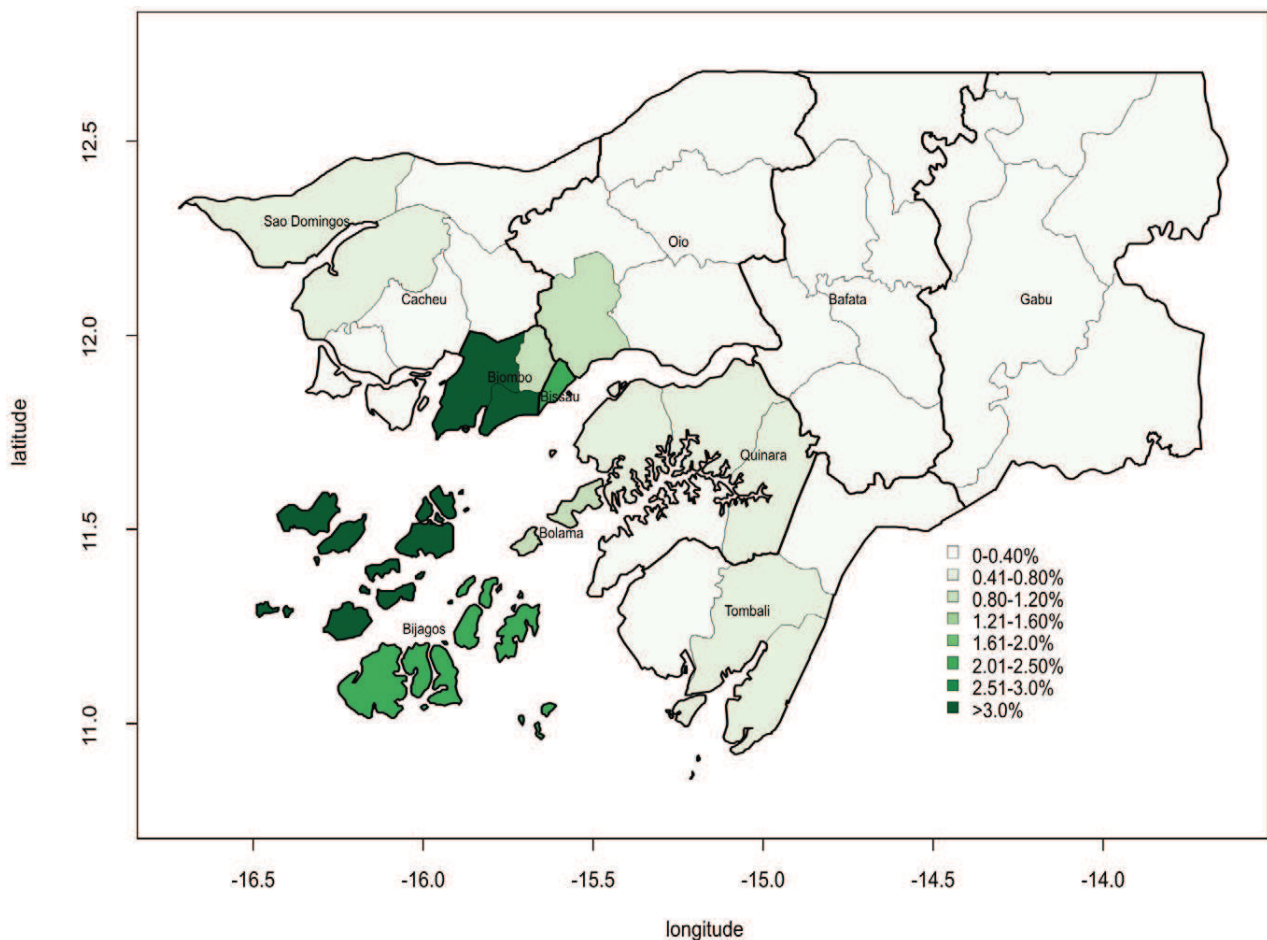 latitude
12.5
12.0
11.5
11.0
Sao Domingos
Oio
Cacheu
Bafata
Gabu
Biombo
Bissau
Quinara
Bolama
Tombali
Bijagos
0-0.40%
0.41-0.80%
0.80-1.20%
1.21-1.60%
1.61-2.0%
2.01-2.50%
2.51-3.0%
>3.0%
-16.5 -16.0 -15.5 -15.0 -14.5 -14.0
longitude